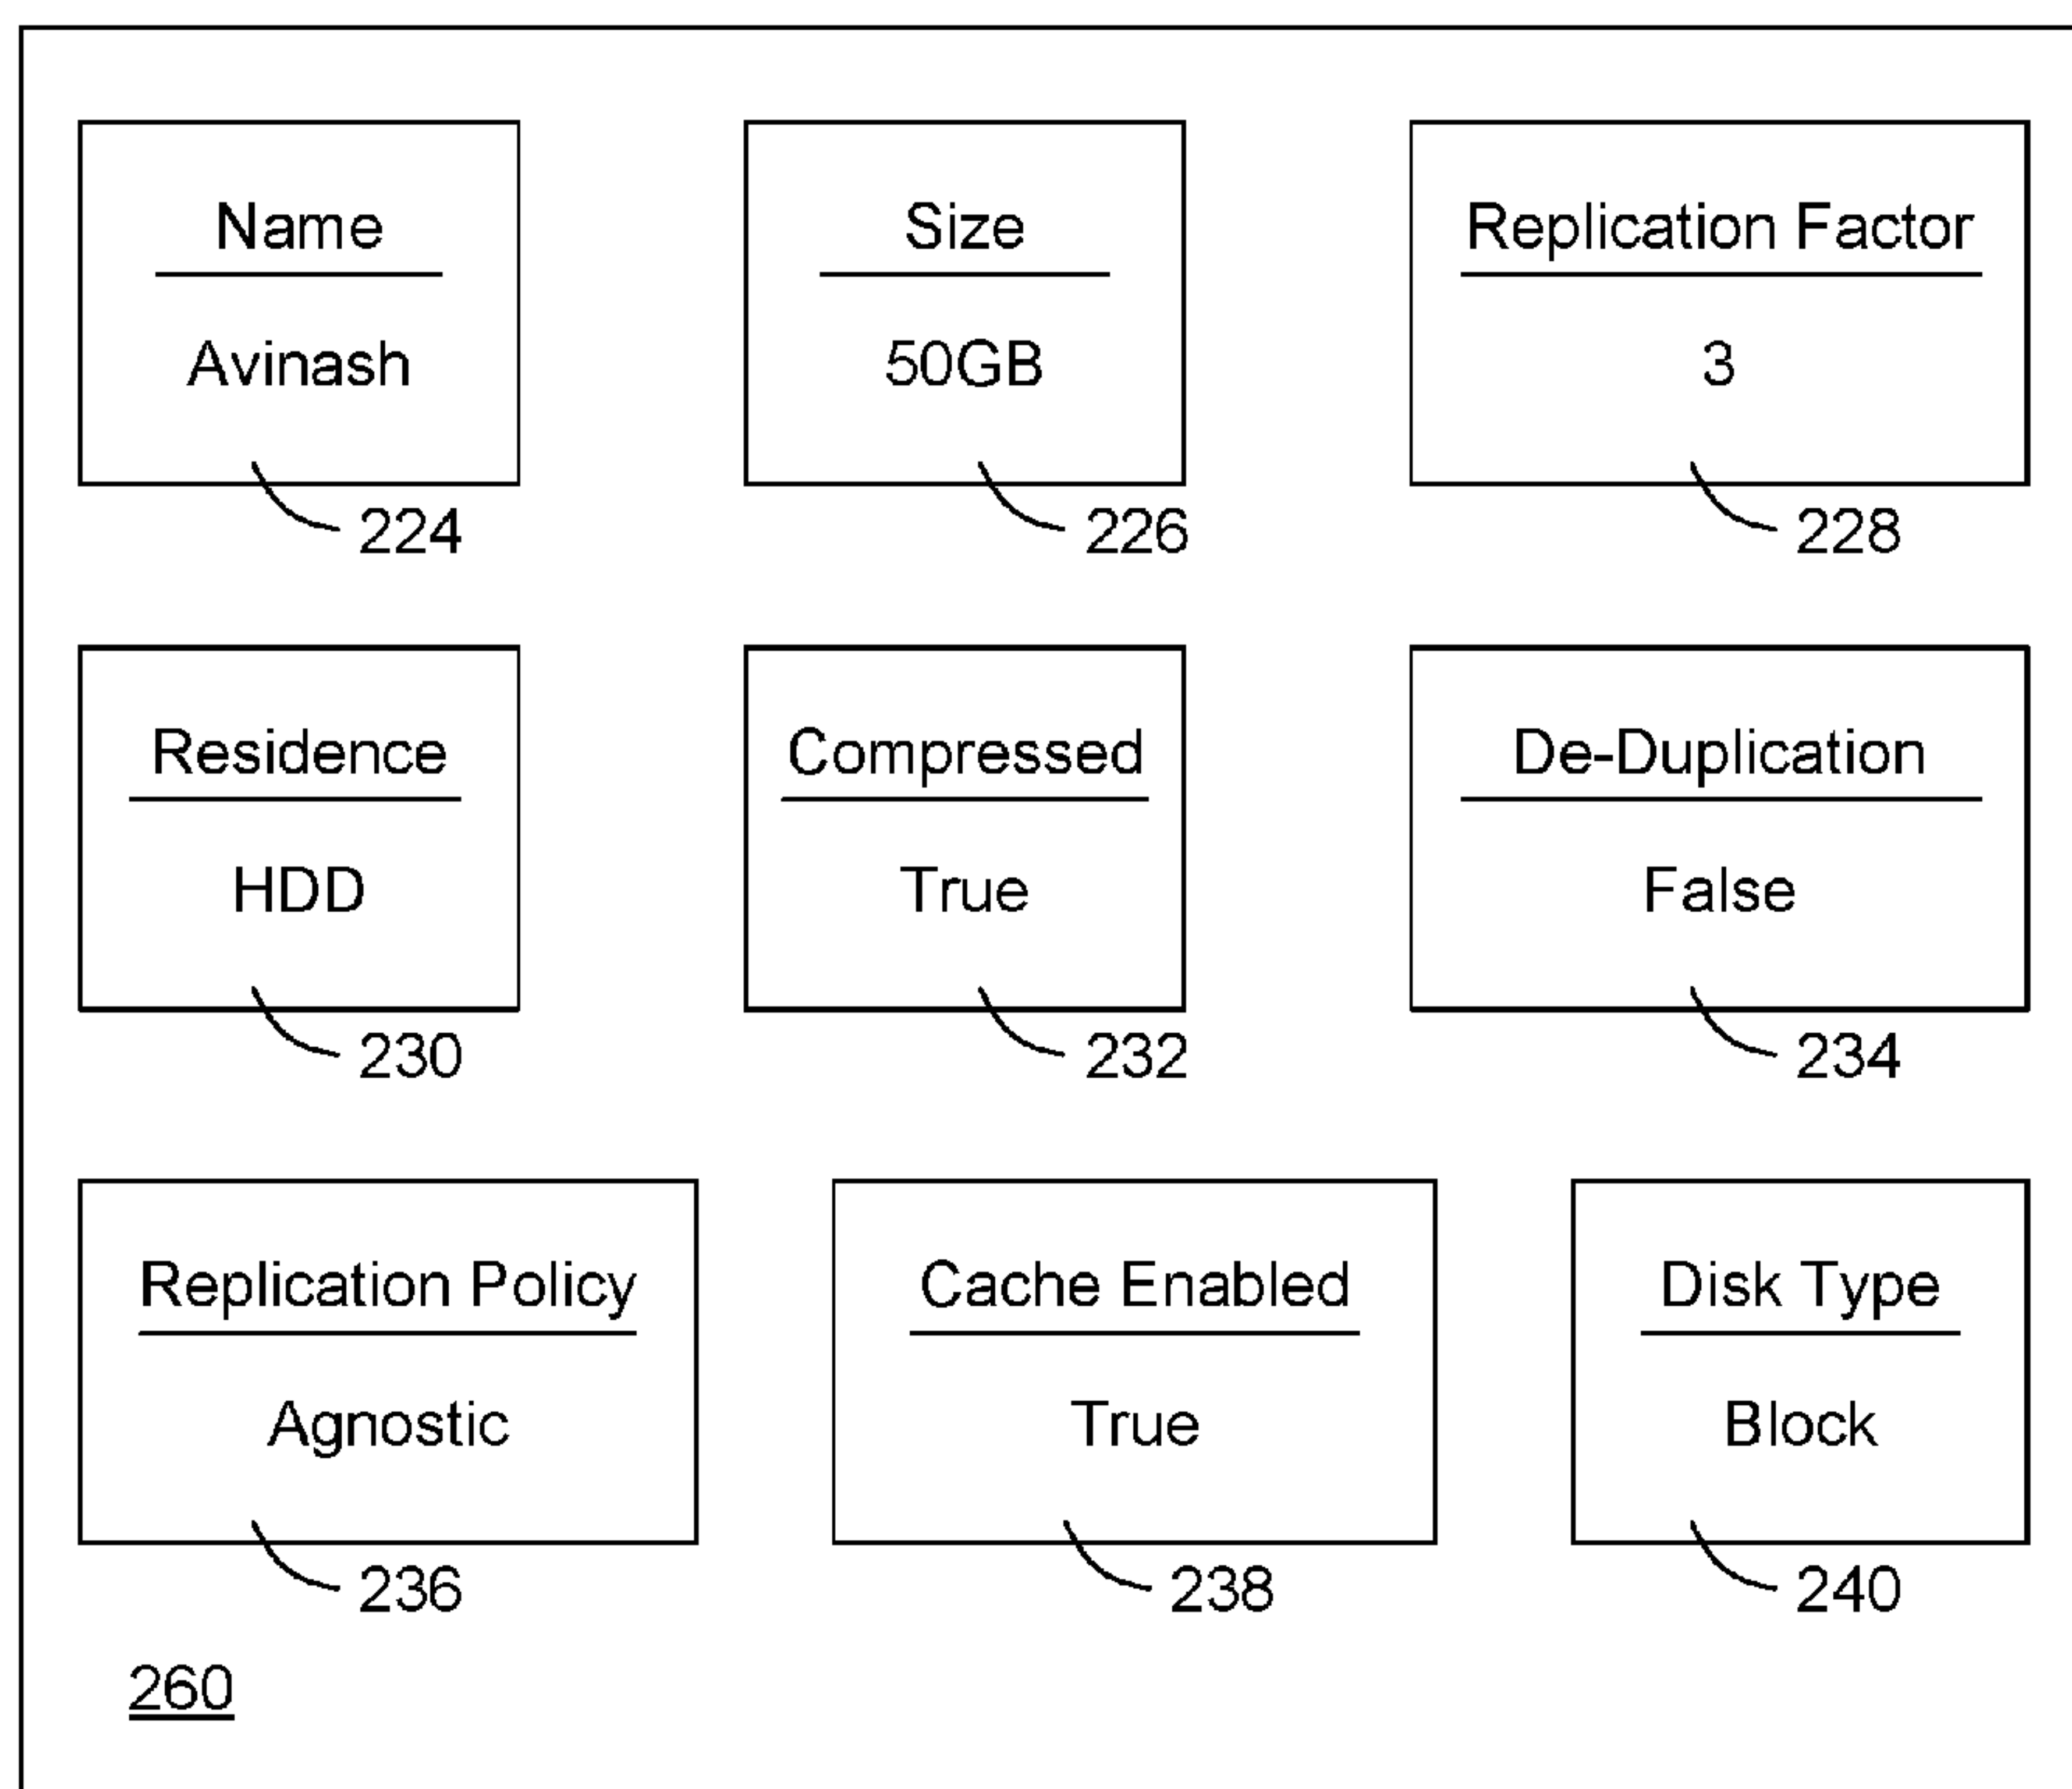 Name
Avinash
224
Size
50GB
226
Replication Factor
3
228
Residence
HDD
230
Compressed
True
232
De-Duplication
False
234
Replication Policy
Agnostic
236
Cache Enabled
True
238
Disk Type
Block
240
260